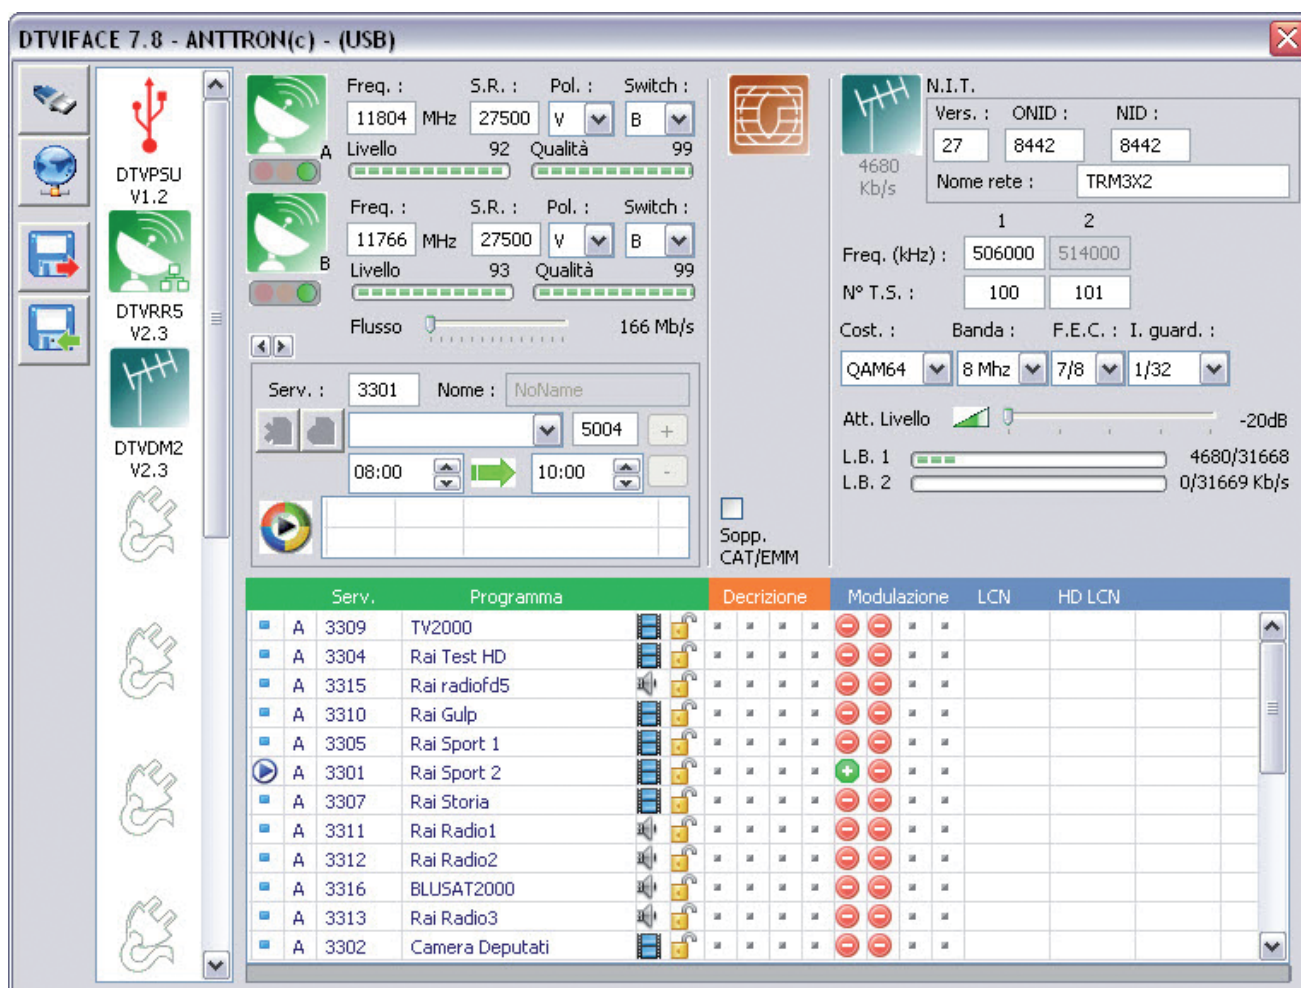 DTVIFACE 7.8 - ANTTRON(c) - (USB)
DTVPSU
V1.2
DTVRR5
V2.3
DTVDM2
V2.3
Freq. : S.R. : Pol. : Switch :
11804 MHz 27500 V B
A Livello 92 Qualità 99
Freq. : S.R. : Pol. : Switch :
11766 MHz 27500 V B
B Livello 93 Qualità 99
Flusso 166 Mb/s
Serv. : 3301 Nome : NoName
5004 +
08:00 10:00 -
Sopp.
CAT/EMM
4680
Kb/s
N.I.T.
Vers. : ONID : NID :
27 8442 8442
Nome rete : TRM3X2
1 2
Freq. (kHz) : 506000 514000
N° T.S. : 100 101
Cost. : Banda : F.E.C. : I. guard. :
QAM64 8 Mhz 7/8 1/32
Att. Livello -20dB
L.B. 1 4680/31668
L.B. 2 0/31669 Kb/s
Serv. Programma Decrizione Modulazione LCN HD LCN
A 3309 TV2000
A 3304 Rai Test HD
A 3315 Rai radiofd5
A 3310 Rai Gulp
A 3305 Rai Sport 1
A 3301 Rai Sport 2
A 3307 Rai Storia
A 3311 Rai Radio1
A 3312 Rai Radio2
A 3316 BLUSAT2000
A 3313 Rai Radio3
A 3302 Camera Deputati